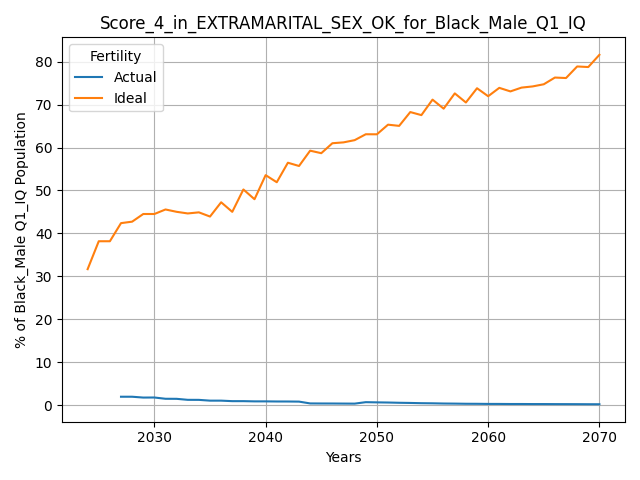 Score_4_in_EXTRAMARITAL_SEX_OK_for_Black_Male_Q1_IQ
Fertility
Actual
Ideal
% of Black_Male Q1_IQ Population
80
70
60
50
40
30
20
10
0
2030 2040 2050 2060 2070
Years